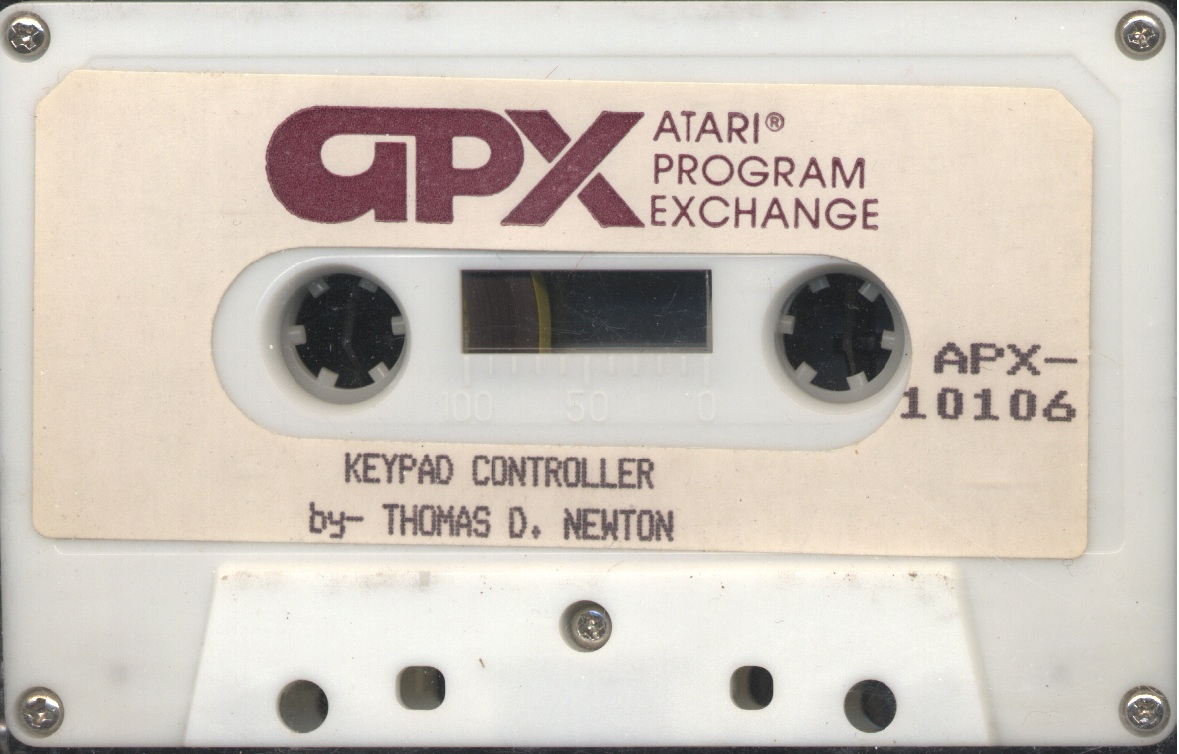 apx
ATARI®
PROGRAM
EXCHANGE
APX-
10106
100 50 0
KEYPAD CONTROLLER
by- THOMAS D. NEWTON